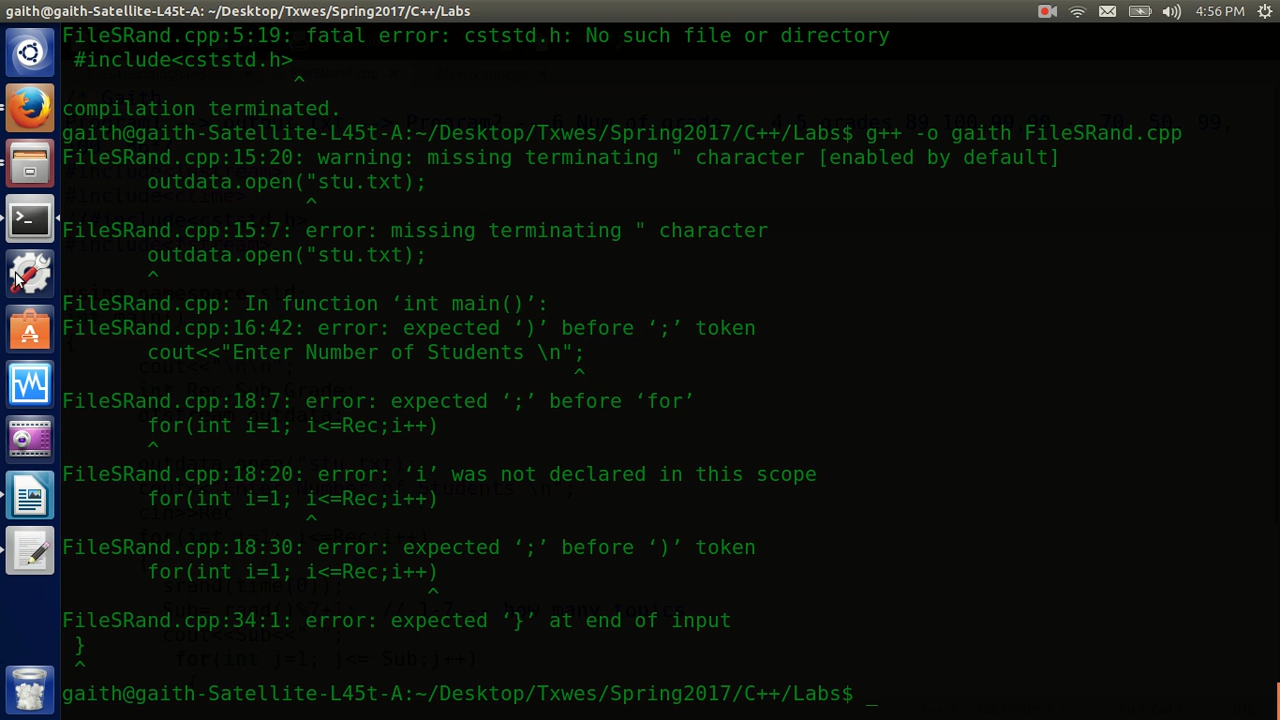 gaith@gaith-Satellite-L45t-A: ~/Desktop/Txwes/Spring2017/C++/Labs 4:56 PM
FileSRand.cpp:5:19: fatal error: cststd.h: No such file or directory
#include<cststd.h>
^
compilation terminated.
gaith@gaith-Satellite-L45t-A:~/Desktop/Txwes/Spring2017/C++/Labs$ g++ -o gaith FileSRand.cpp
FileSRand.cpp:15:20: warning: missing terminating " character [enabled by default]
outdata.open("stu.txt);
^
FileSRand.cpp:15:7: error: missing terminating " character
outdata.open("stu.txt);
^
FileSRand.cpp: In function ‘int main()’:
FileSRand.cpp:16:42: error: expected ‘)’ before ‘;’ token
cout<<"Enter Number of Students \n";
^
FileSRand.cpp:18:7: error: expected ‘;’ before ‘for’
for(int i=1; i<=Rec;i++)
^
FileSRand.cpp:18:20: error: ‘i’ was not declared in this scope
for(int i=1; i<=Rec;i++)
^
FileSRand.cpp:18:30: error: expected ‘;’ before ‘)’ token
for(int i=1; i<=Rec;i++)
^
FileSRand.cpp:34:1: error: expected ‘}’ at end of input
}
^
gaith@gaith-Satellite-L45t-A:~/Desktop/Txwes/Spring2017/C++/Labs$ _